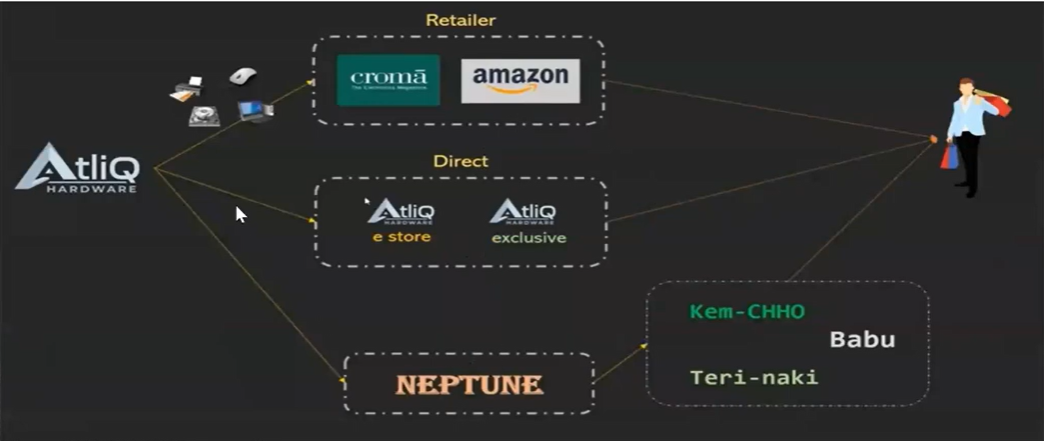 Retailer
cromā
The Electronics Megastore
amazon
AtliQ
HARDWARE
Direct
AtliQ
HARDWARE
e store
AtliQ
HARDWARE
exclusive
NEPTUNE
Kem-CHHO
Babu
Teri-naki